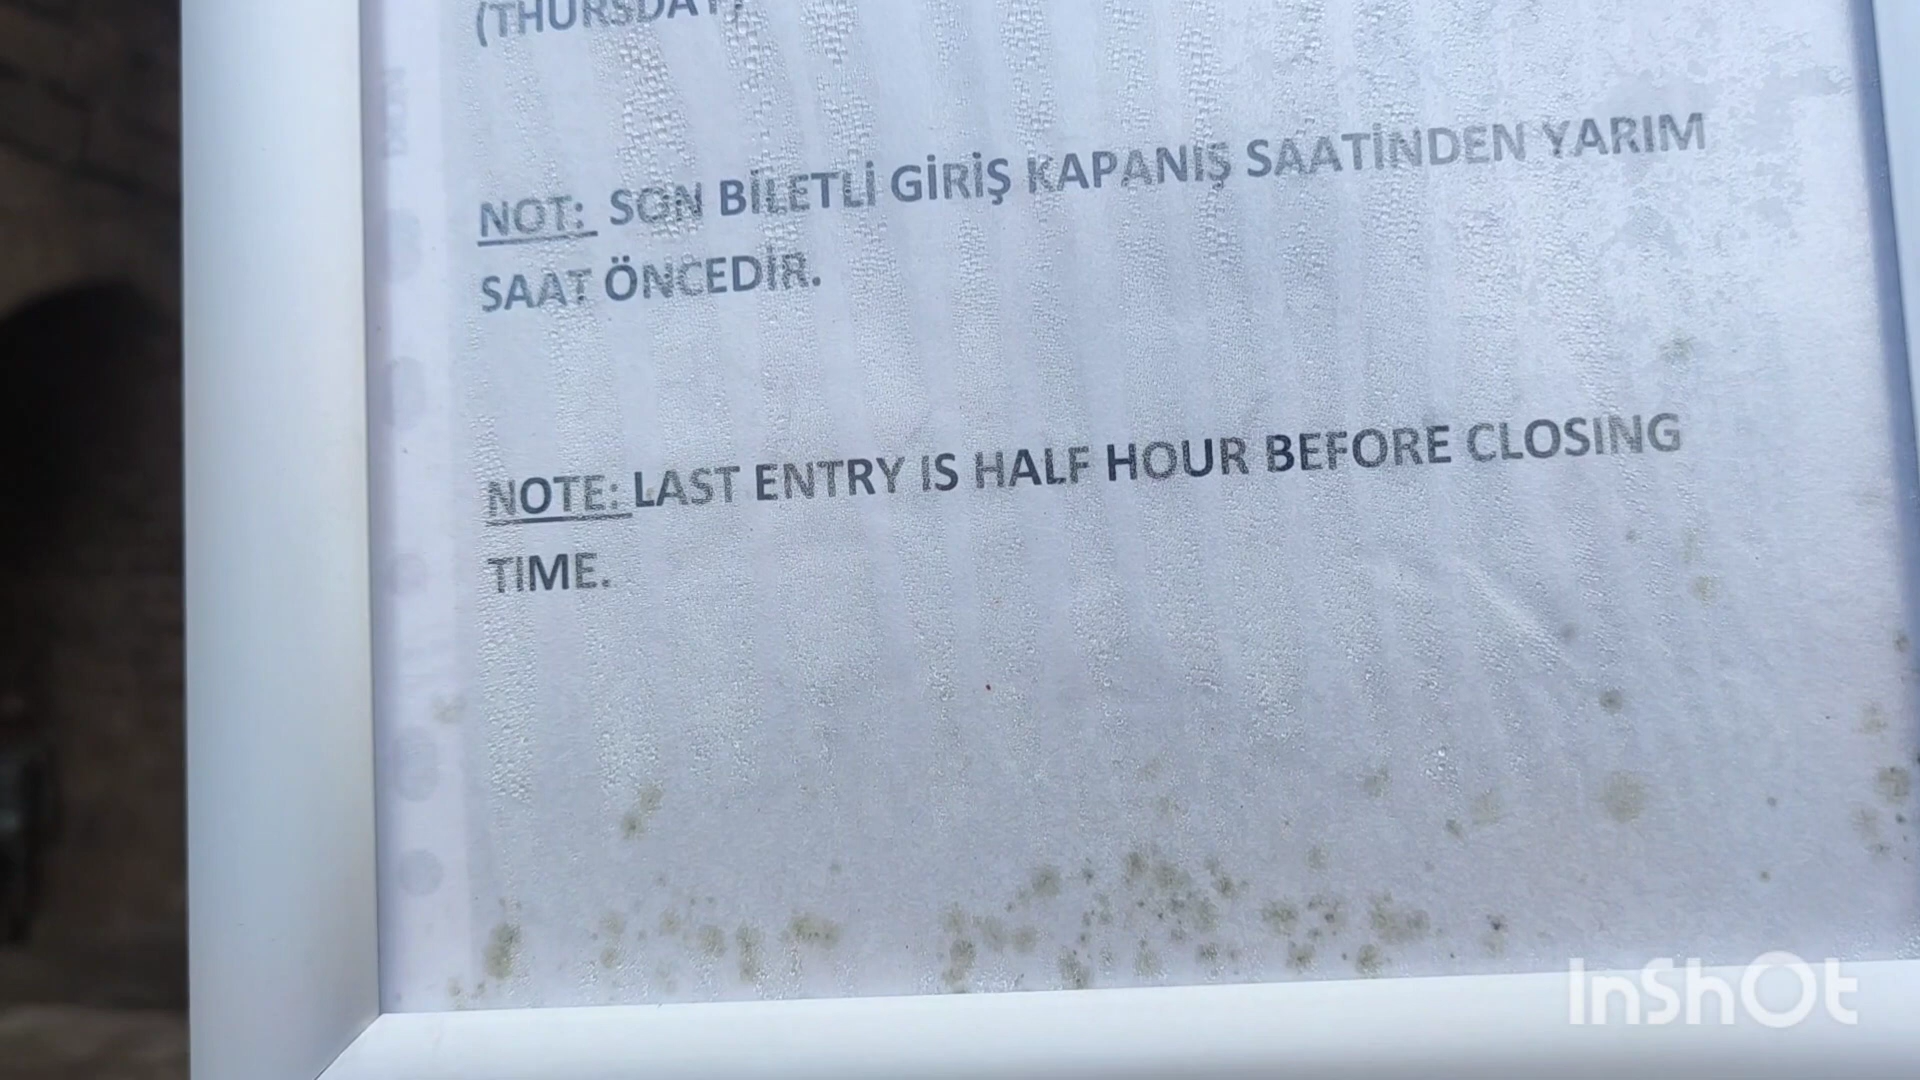 (THURSDAY)
NOT: SON BİLETLİ GİRİŞ KAPANIŞ SAATİNDEN YARIM
SAAT ÖNCEDİR.
NOTE: LAST ENTRY IS HALF HOUR BEFORE CLOSING
TIME.
InShOt